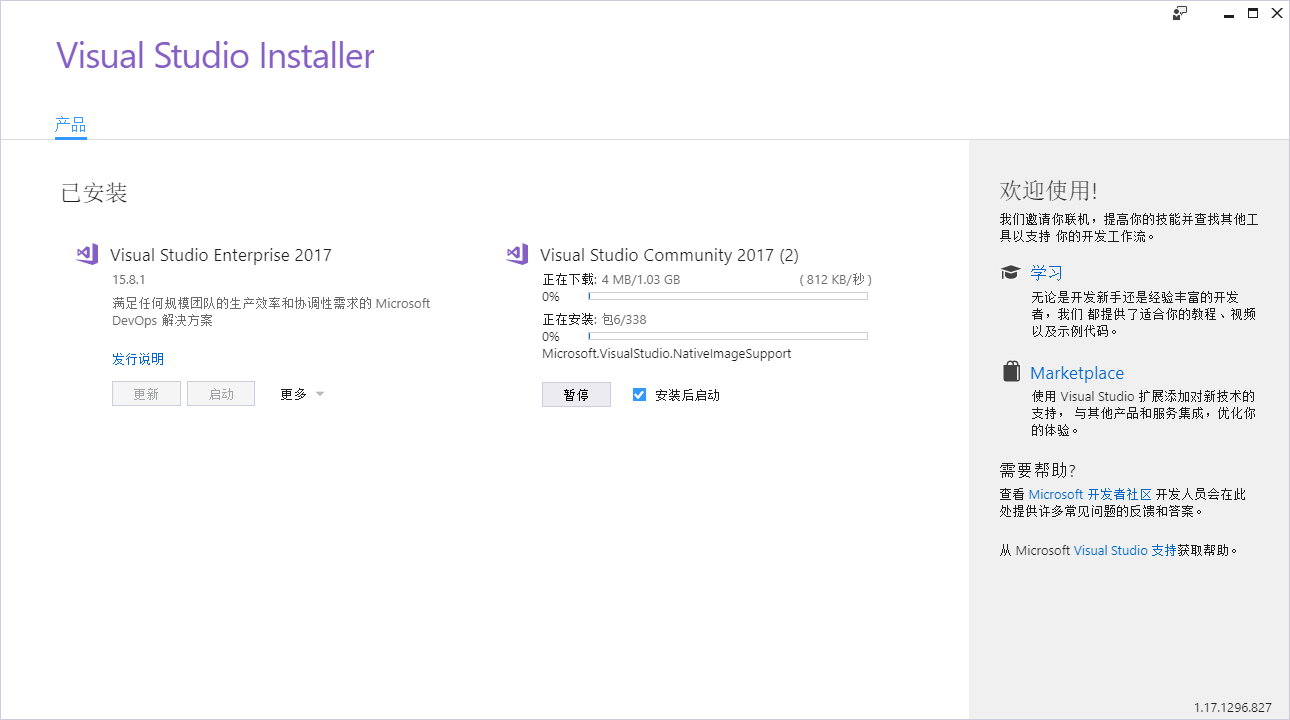 Visual Studio Installer
产品
已安装
Visual Studio Enterprise 2017
15.8.1
满足任何规模团队的生产效率和协调性需求的 Microsoft
DevOps 解决方案
发行说明
更新
启动
更多
Visual Studio Community 2017 (2)
正在下载: 4 MB/1.03 GB
( 812 KB/秒 )
0%
正在安装: 包6/338
0%
Microsoft.VisualStudio.NativeImageSupport
暂停
安装后启动
欢迎使用!
我们邀请你联机，提高你的技能并查找其他工
具以支持 你的开发工作流。
学习
无论是开发新手还是经验丰富的开发
者，我们 都提供了适合你的教程、视频
以及示例代码。
Marketplace
使用 Visual Studio 扩展添加对新技术的
支持， 与其他产品和服务集成，优化你
的体验。
需要帮助?
查看 Microsoft 开发者社区 开发人员会在此
处提供许多常见问题的反馈和答案。
从 Microsoft Visual Studio 支持获取帮助。
1.17.1296.827